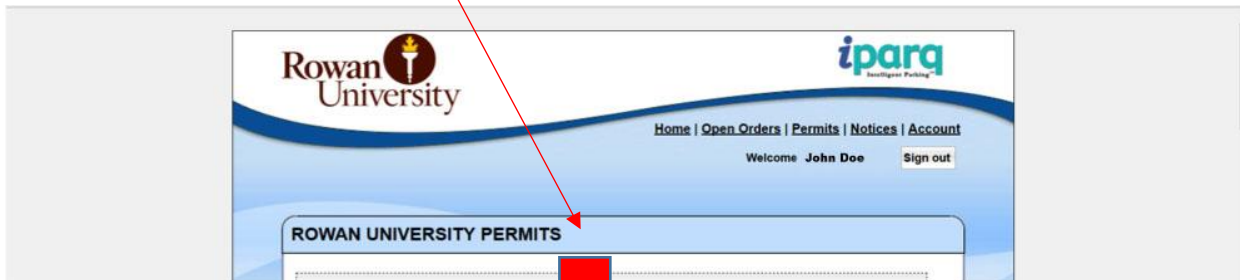 Rowan
University
iparq
Intelligent Parking
Home | Open Orders | Permits | Notices | Account
Welcome John Doe Sign out
ROWAN UNIVERSITY PERMITS